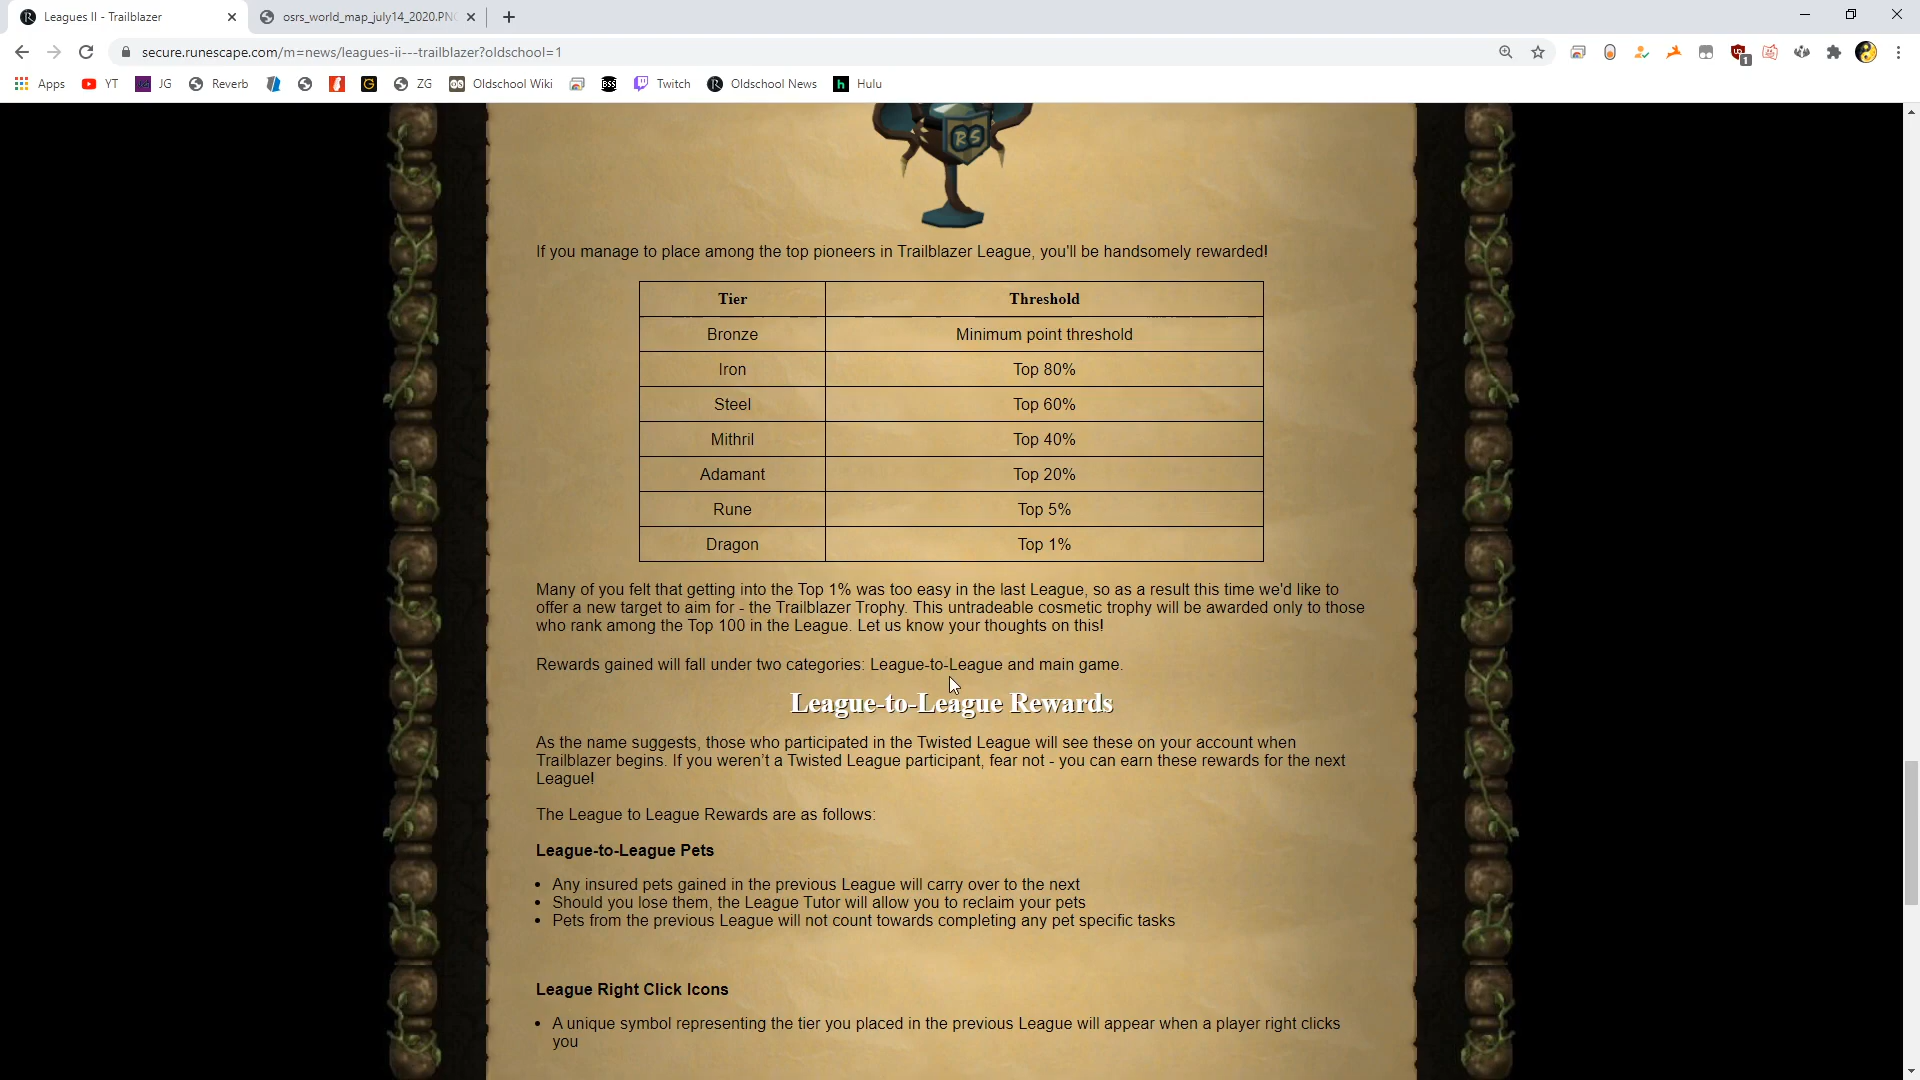 Leagues II - Trailblazer
osrs_world_map_july14_2020.PN
secure.runescape.com/m=news/leagues-ii---trailblazer?oldschool=1
Apps YT JG Reverb ZG Oldschool Wiki Twitch Oldschool News Hulu
RS
If you manage to place among the top pioneers in Trailblazer League, you'll be handsomely rewarded!
Tier Threshold
Bronze Minimum point threshold
Iron Top 80%
Steel Top 60%
Mithril Top 40%
Adamant Top 20%
Rune Top 5%
Dragon Top 1%
Many of you felt that getting into the Top 1% was too easy in the last League, so as a result this time we'd like to
offer a new target to aim for - the Trailblazer Trophy. This untradeable cosmetic trophy will be awarded only to those
who rank among the Top 100 in the League. Let us know your thoughts on this!
Rewards gained will fall under two categories: League-to-League and main game.
League-to-League Rewards
As the name suggests, those who participated in the Twisted League will see these on your account when
Trailblazer begins. If you weren't a Twisted League participant, fear not - you can earn these rewards for the next
League!
The League to League Rewards are as follows:
League-to-League Pets
• Any insured pets gained in the previous League will carry over to the next
• Should you lose them, the League Tutor will allow you to reclaim your pets
• Pets from the previous League will not count towards completing any pet specific tasks
League Right Click Icons
• A unique symbol representing the tier you placed in the previous League will appear when a player right clicks
you